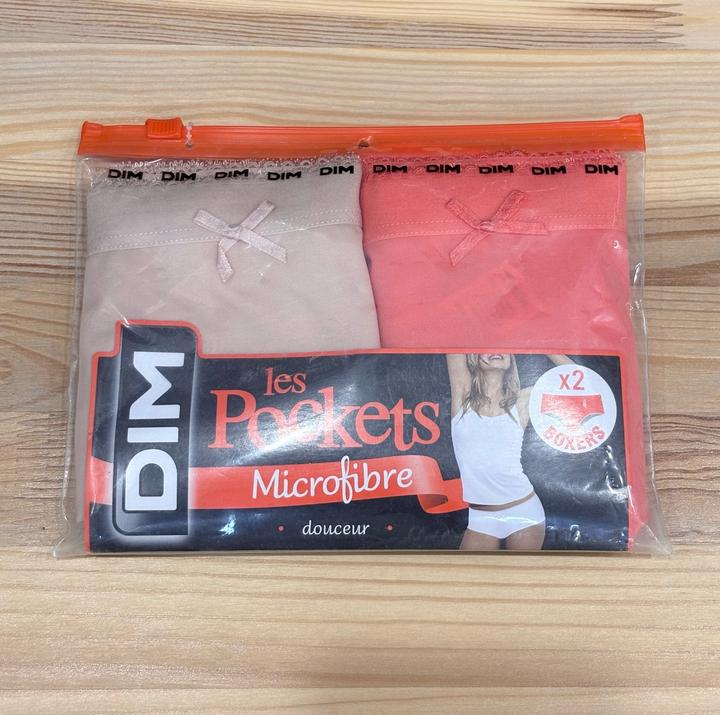 DIM DIM DIM DIM DIM
DIM DIM DIM DIM DIM
DIM
les
Pockets
Microfibre
• douceur •
x2
BOXERS